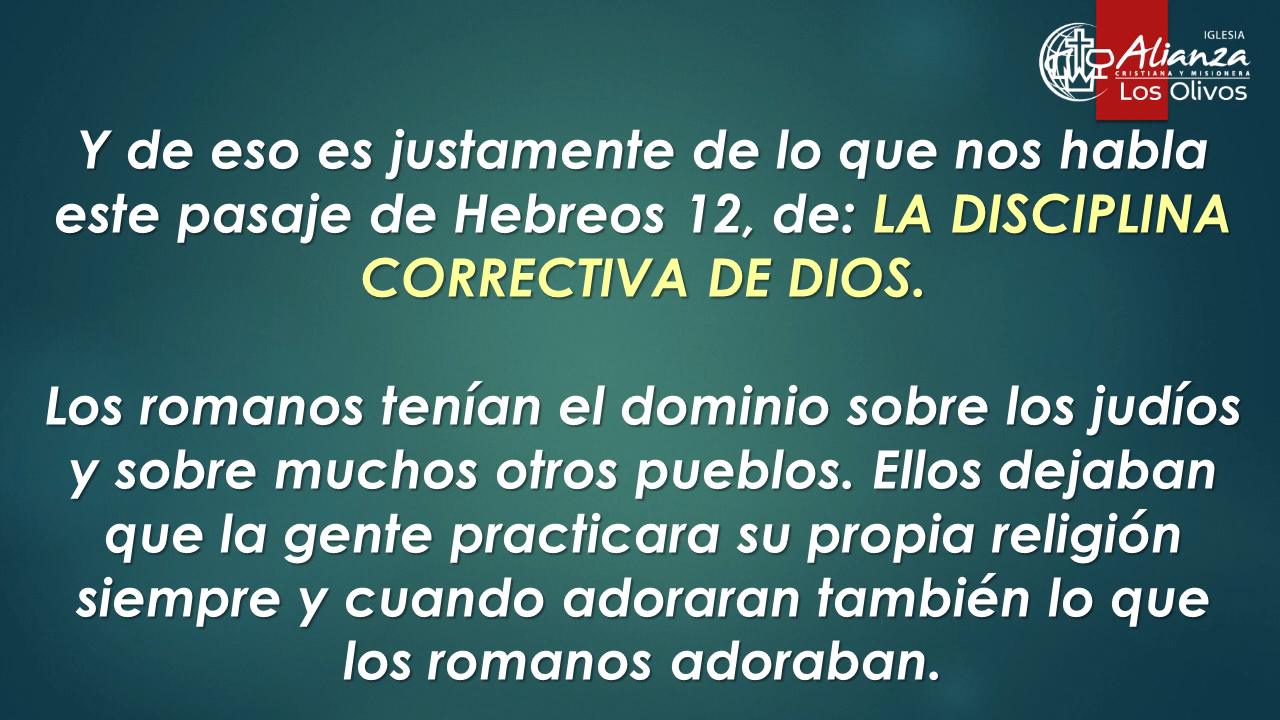 IGLESIA
Alianza
CRISTIANA Y MISIONERA
Los Olivos
Y de eso es justamente de lo que nos habla
este pasaje de Hebreos 12, de: LA DISCIPLINA
CORRECTIVA DE DIOS.
Los romanos tenían el dominio sobre los judíos
y sobre muchos otros pueblos. Ellos dejaban
que la gente practicara su propia religión
siempre y cuando adoraran también lo que
los romanos adoraban.